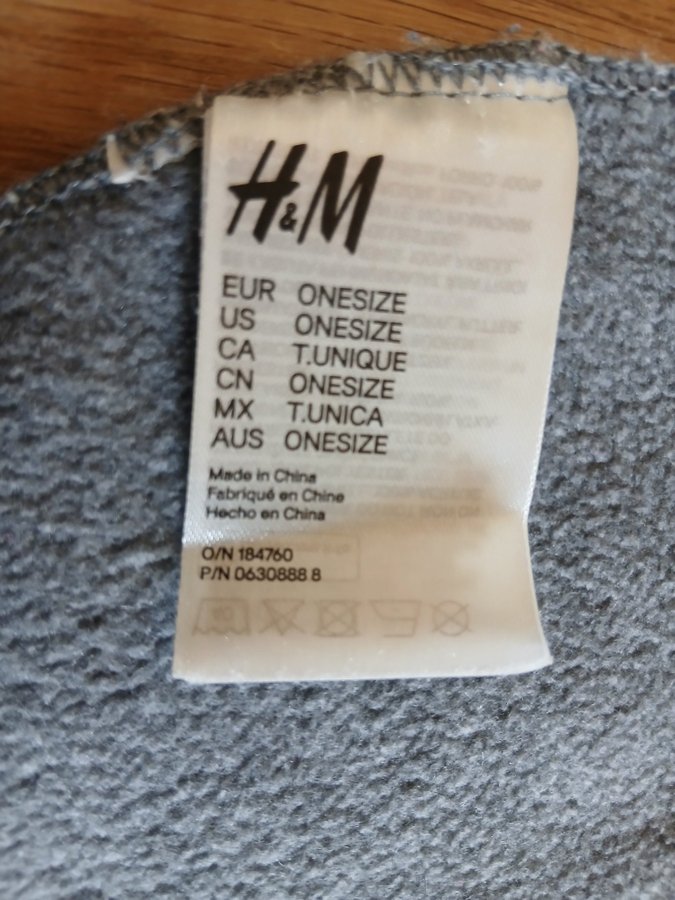 H&M
EUR ONESIZE
US ONESIZE
CA T.UNIQUE
CN ONESIZE
MX T.UNICA
AUS ONESIZE
Made in China
Fabriqué en Chine
Hecho en China
O/N 184760
P/N 0630888 8